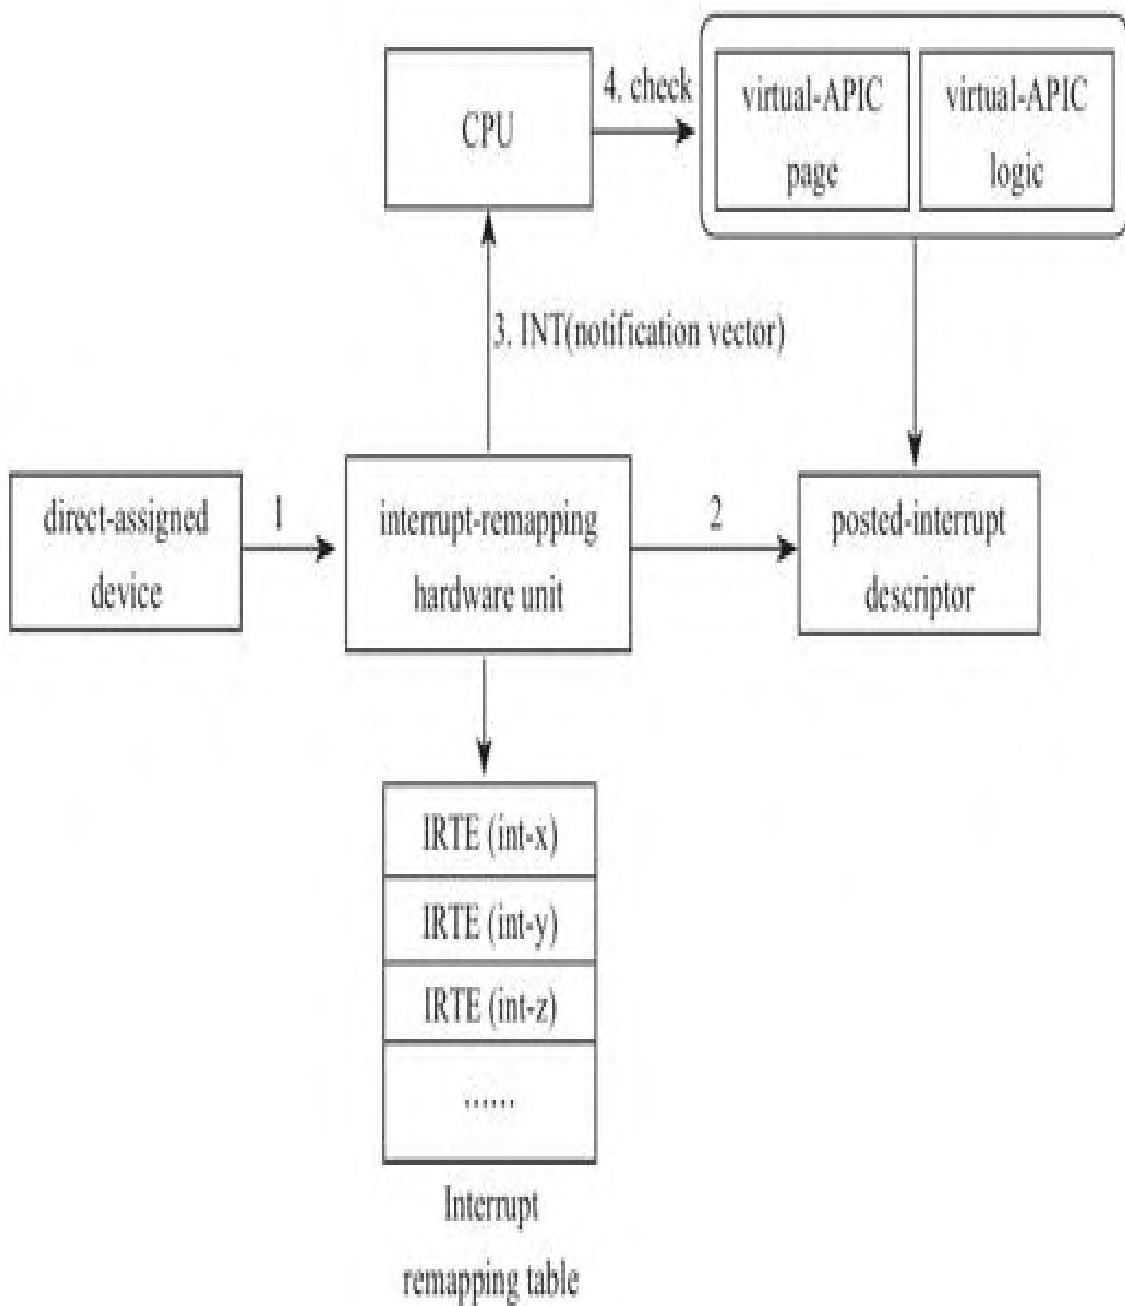 CPU
4. check
virtual-APIC
page
virtual-APIC
logic
3. INT(notification vector)
direct-assigned
device
1
interrupt-remapping
hardware unit
2
posted-interrupt
descriptor
IRTE (int-x)
IRTE (int-y)
IRTE (int-z)
······
Interrupt
remapping table